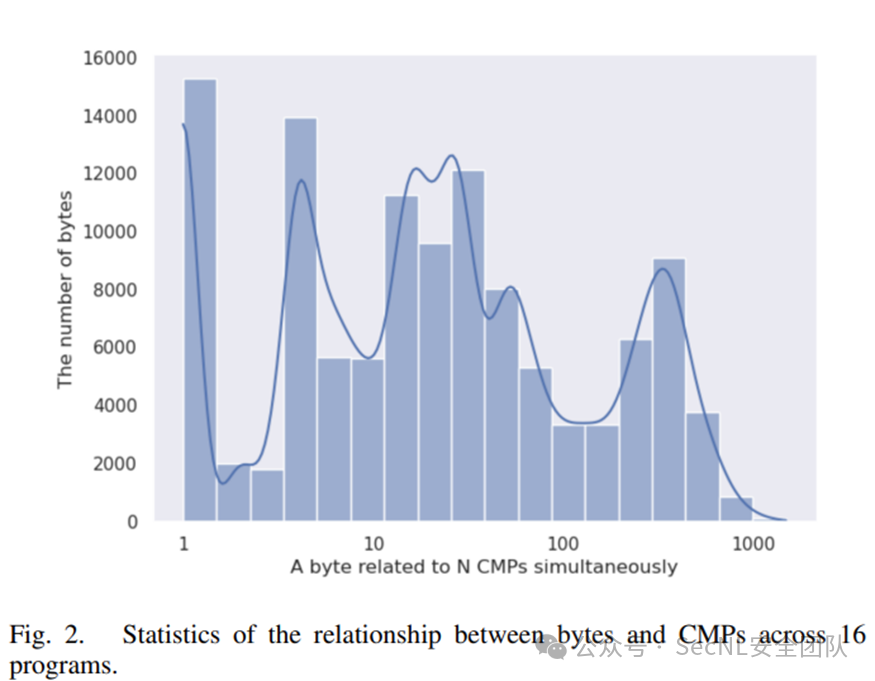 16000
14000
12000
10000
8000
6000
4000
2000
0
The number of bytes
1 10 100 1000
A byte related to N CMPs simultaneously
Fig. 2. Statistics of the relationship between bytes and CMPs across 16
programs.
公众号 · SecNL安全团队